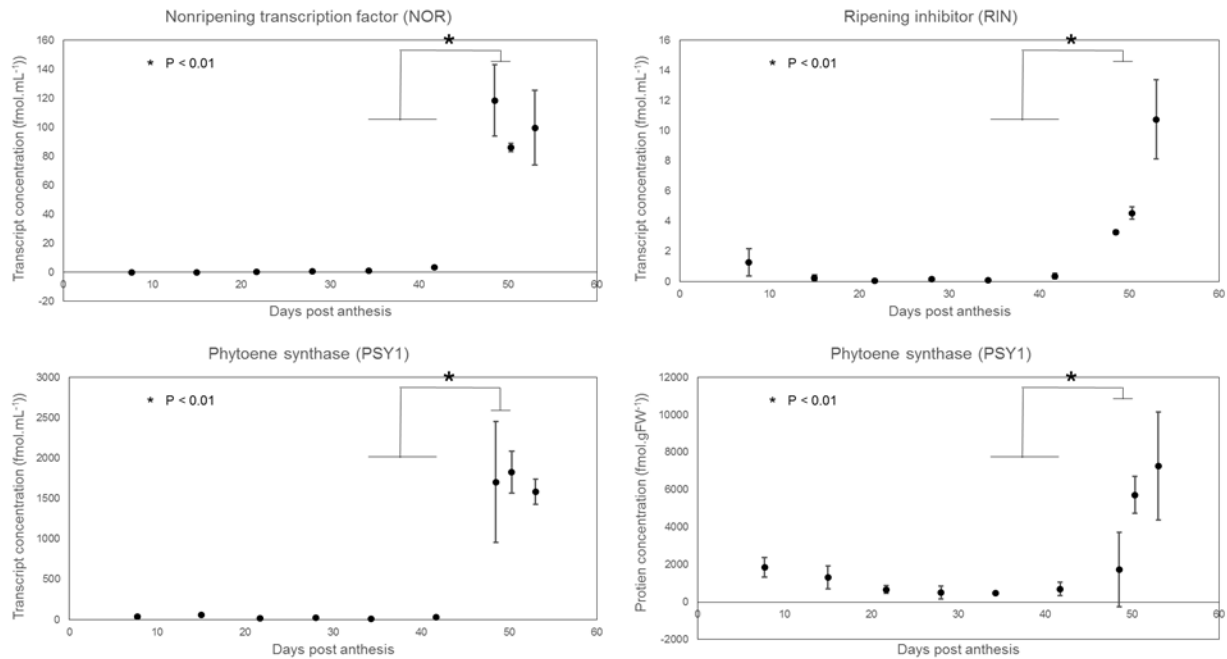 Nonripening transcription factor (NOR)
Transcript concentration (fmol.mL⁻¹))
160
140
120
100
80
60
40
20
0
-20
* P < 0.01
*
0 10 20 30 40 50 60
Days post anthesis
Ripening inhibitor (RIN)
Transcript concentration (fmol.mL⁻¹))
16
14
12
10
8
6
4
2
0
* P < 0.01
*
0 10 20 30 40 50 60
Days post anthesis
Phytoene synthase (PSY1)
Transcript concentration (fmol.mL⁻¹))
3000
2500
2000
1500
1000
500
0
* P < 0.01
*
0 10 20 30 40 50 60
Days post anthesis
Phytoene synthase (PSY1)
Protien concentration (fmol.gFW⁻¹))
12000
10000
8000
6000
4000
2000
0
-2000
* P < 0.01
*
0 10 20 30 40 50 60
Days post anthesis